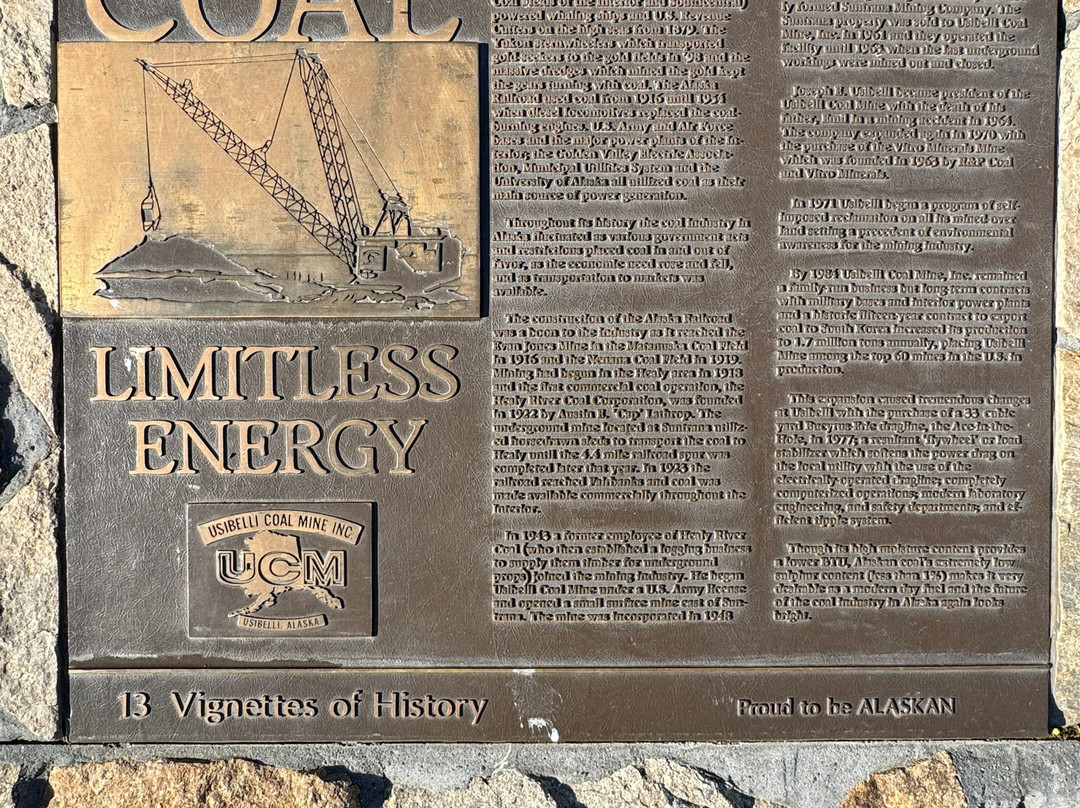 COAL
LIMITLESS
ENERGY
USIBELLI COAL MINE INC
UCM
USIBELLI, ALASKA
coal fields of the Interior and Southcentral)
powered whaling ships and U.S. Revenue
Cutters on the high seas from 1879. The
Yukon sternwheelers which transported
gold-seekers to the gold fields in '98 and the
massive dredges which mined the gold kept
the gears turning with coal. The Alaska
Railroad used coal from 1916 until 1954
when diesel locomotives replaced the coal-
burning engines. U.S. Army and Air Force
bases and the major power plants of the In-
terior; the Golden Valley Electric Associa-
tion, Municipal Utilities System and the
University of Alaska all utilized coal as their
main source of power generation.
Throughout its history the coal industry in
Alaska fluctuated as various government acts
and restrictions placed coal in and out of
favor, as the economic need rose and fell,
and as transportation to markets was
available.
The construction of the Alaska Railroad
was a boon to the industry as it reached the
Evan Jones Mine in the Matanuska Coal Field
in 1916 and the Nenana Coal Field in 1919.
Mining had begun in the Healy area in 1918
and the first commercial coal operation, the
Healy River Coal Corporation, was founded
in 1922 by Austin E. 'Cap' Lathrop. The
underground mine located at Suntrana utiliz-
ed horsedrawn sleds to transport the coal to
Healy until the 4.4 mile railroad spur was
completed later that year. In 1923 the
railroad reached Fairbanks and coal was
made available commercially throughout the
Interior.
In 1943 a former employee of Healy River
Coal (who then established a logging business
to supply them timber for underground
props) joined the mining industry. He began
Usibelli Coal Mine under a U.S. Army license
and opened a small surface mine east of Sun-
trana. The mine was incorporated in 1948
ly formed Suntrana Mining Company. The
Suntrana property was sold to Usibelli Coal
Mine, Inc. in 1961 and they operated the
facility until 1963 when the last underground
workings were mined out and closed.
Joseph E. Usibelli became president of the
Usibelli Coal Mine with the death of his
father, Emil in a mining accident in 1964.
The company expanded again in 1970 with
the purchase of the Vitro Minerals Mine
which was founded in 1963 by R&P Coal
and Vitro Minerals.
In 1971 Usibelli began a program of self-
imposed reclamation on all its mined-over
land setting a precedent of environmental
awareness for the mining industry.
By 1984 Usibelli Coal Mine, Inc. remained
a family-run business but long-term contracts
with military bases and Interior power plants
and a historic fifteen-year contract to export
coal to South Korea increased its production
to 1.7 million tons annually, placing Usibelli
Mine among the top 60 mines in the U.S. in
production.
This expansion caused tremendous changes
at Usibelli with the purchase of a 33 cubic
yard Bucyrus-Erie dragline, the Ace-in-the-
Hole, in 1977; a resultant 'flywheel' or load
stabilizer which softens the power drag on
the local utility with the use of the
electrically-operated dragline; completely
computerized operations; modern laboratory
engineering, and safety departments; and ef-
ficient tipple system.
Though its high moisture content provides
a lower BTU, Alaskan coal's extremely low
sulphur content (less than 1%) makes it very
desirable as a modern day fuel and the future
of the coal industry in Alaska again looks
bright.
13 Vignettes of History
Proud to be ALASKAN